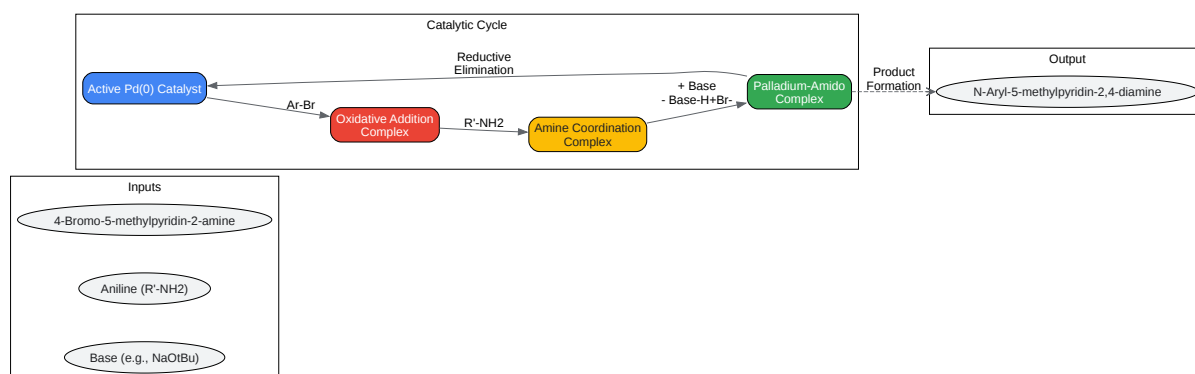 Catalytic Cycle
Active Pd(0) Catalyst
Ar-Br
Oxidative Addition
Complex
R'-NH2
Amine Coordination
Complex
+ Base
- Base-H+Br-
Palladium-Amido
Complex
Reductive
Elimination
Product
Formation
Output
N-Aryl-5-methylpyridin-2,4-diamine
Inputs
4-Bromo-5-methylpyridin-2-amine
Aniline (R'-NH2)
Base (e.g., NaOtBu)